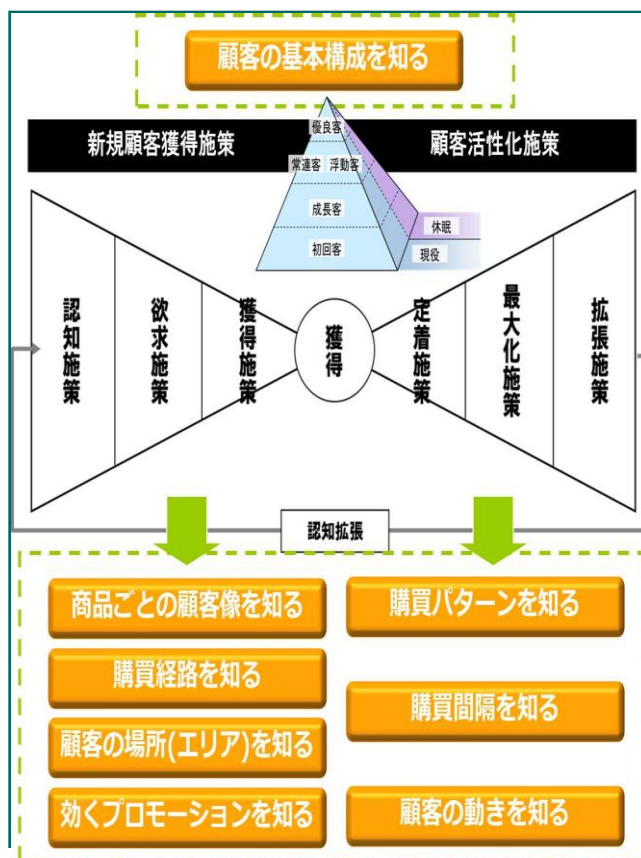 顧客の基本構成を知る
新規顧客獲得施策
顧客活性化施策
優良客
常連客 浮動客
成長客
初回客
休眠
現役
認知施策
欲求施策
獲得施策
獲得
定着施策
最大化施策
拡張施策
認知拡張
商品ごとの顧客像を知る
購買経路を知る
顧客の場所(エリア)を知る
効くプロモーションを知る
購買パターンを知る
購買間隔を知る
顧客の動きを知る